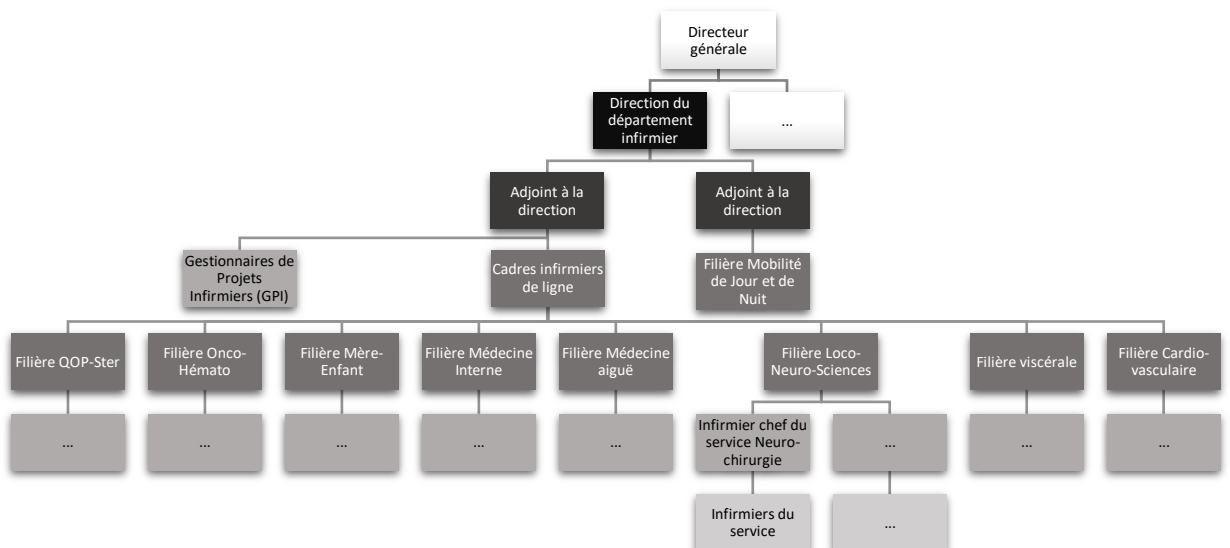 Directeur
générale
Direction du
département
infirmier
...
Adjoint à la
direction
Adjoint à la
direction
Gestionnaires de
Projets
Infirmiers (GPI)
Cadres infirmiers
de ligne
Filière Mobilité
de Jour et de
Nuit
Filière QOP-Ster
Filière Onco-
Hémato
Filière Mère-
Enfant
Filière Médecine
Interne
Filière Médecine
aiguë
Filière Loco-
Neuro-Sciences
Filière viscérale
Filière Cardio-
vasculaire
...
...
...
...
...
Infirmier chef du
service Neuro-
chirurgie
...
...
...
Infirmiers du
service
...